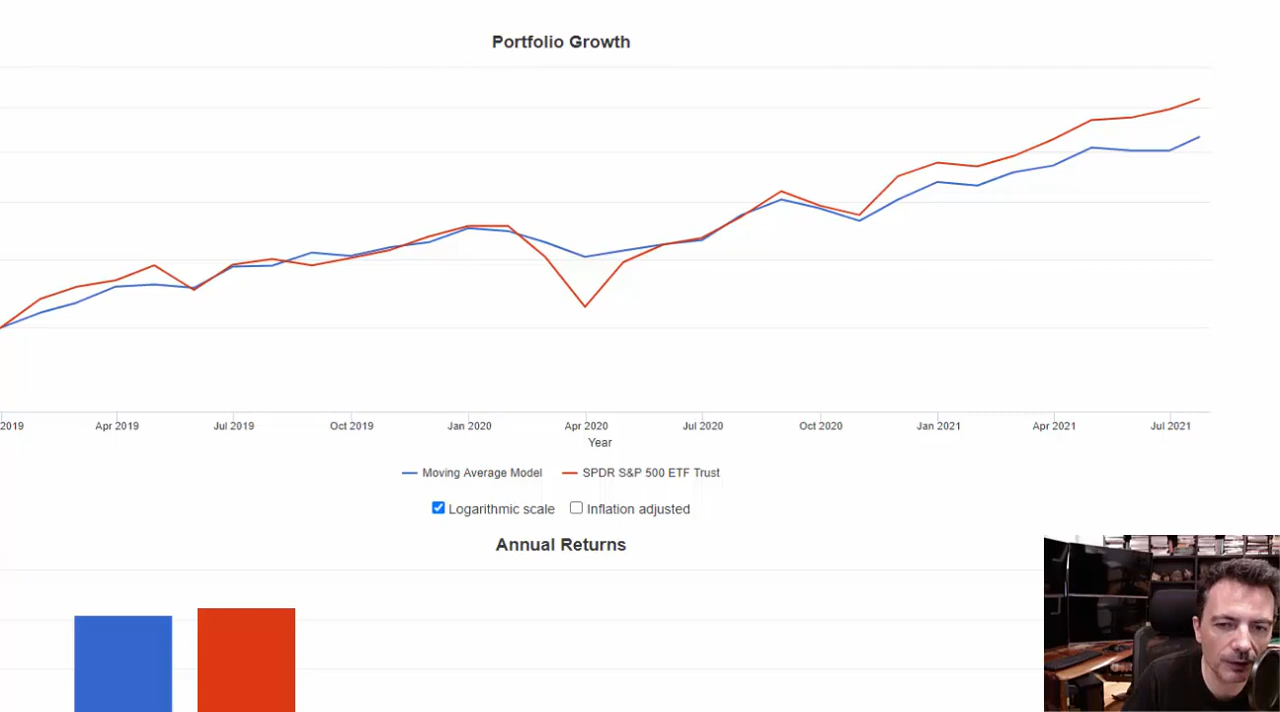 Portfolio Growth
2019 Apr 2019 Jul 2019 Oct 2019 Jan 2020 Apr 2020 Jul 2020 Oct 2020 Jan 2021 Apr 2021 Jul 2021
Year
Moving Average Model SPDR S&P 500 ETF Trust
Logarithmic scale Inflation adjusted
Annual Returns